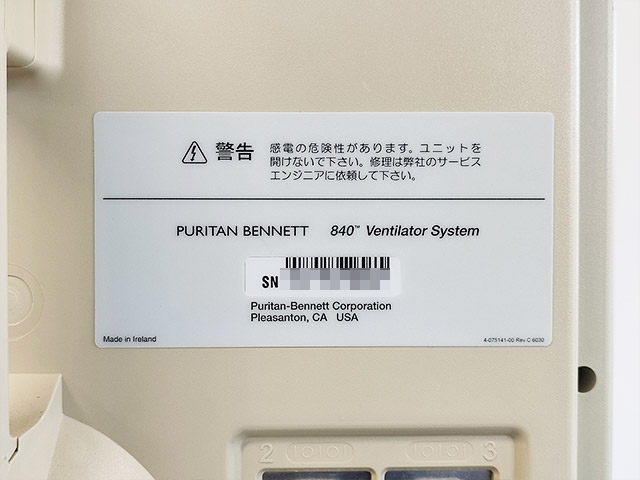 警告
感電の危険性があります。ユニットを
開けないで下さい。修理は弊社のサービス
エンジニアに依頼して下さい。
PURITAN BENNETT 840™ Ventilator System
SN
Puritan-Bennett Corporation
Pleasanton, CA USA
Made in Ireland
4-075141-00 Rev C 6030
2 IOIOI IOIOI 3